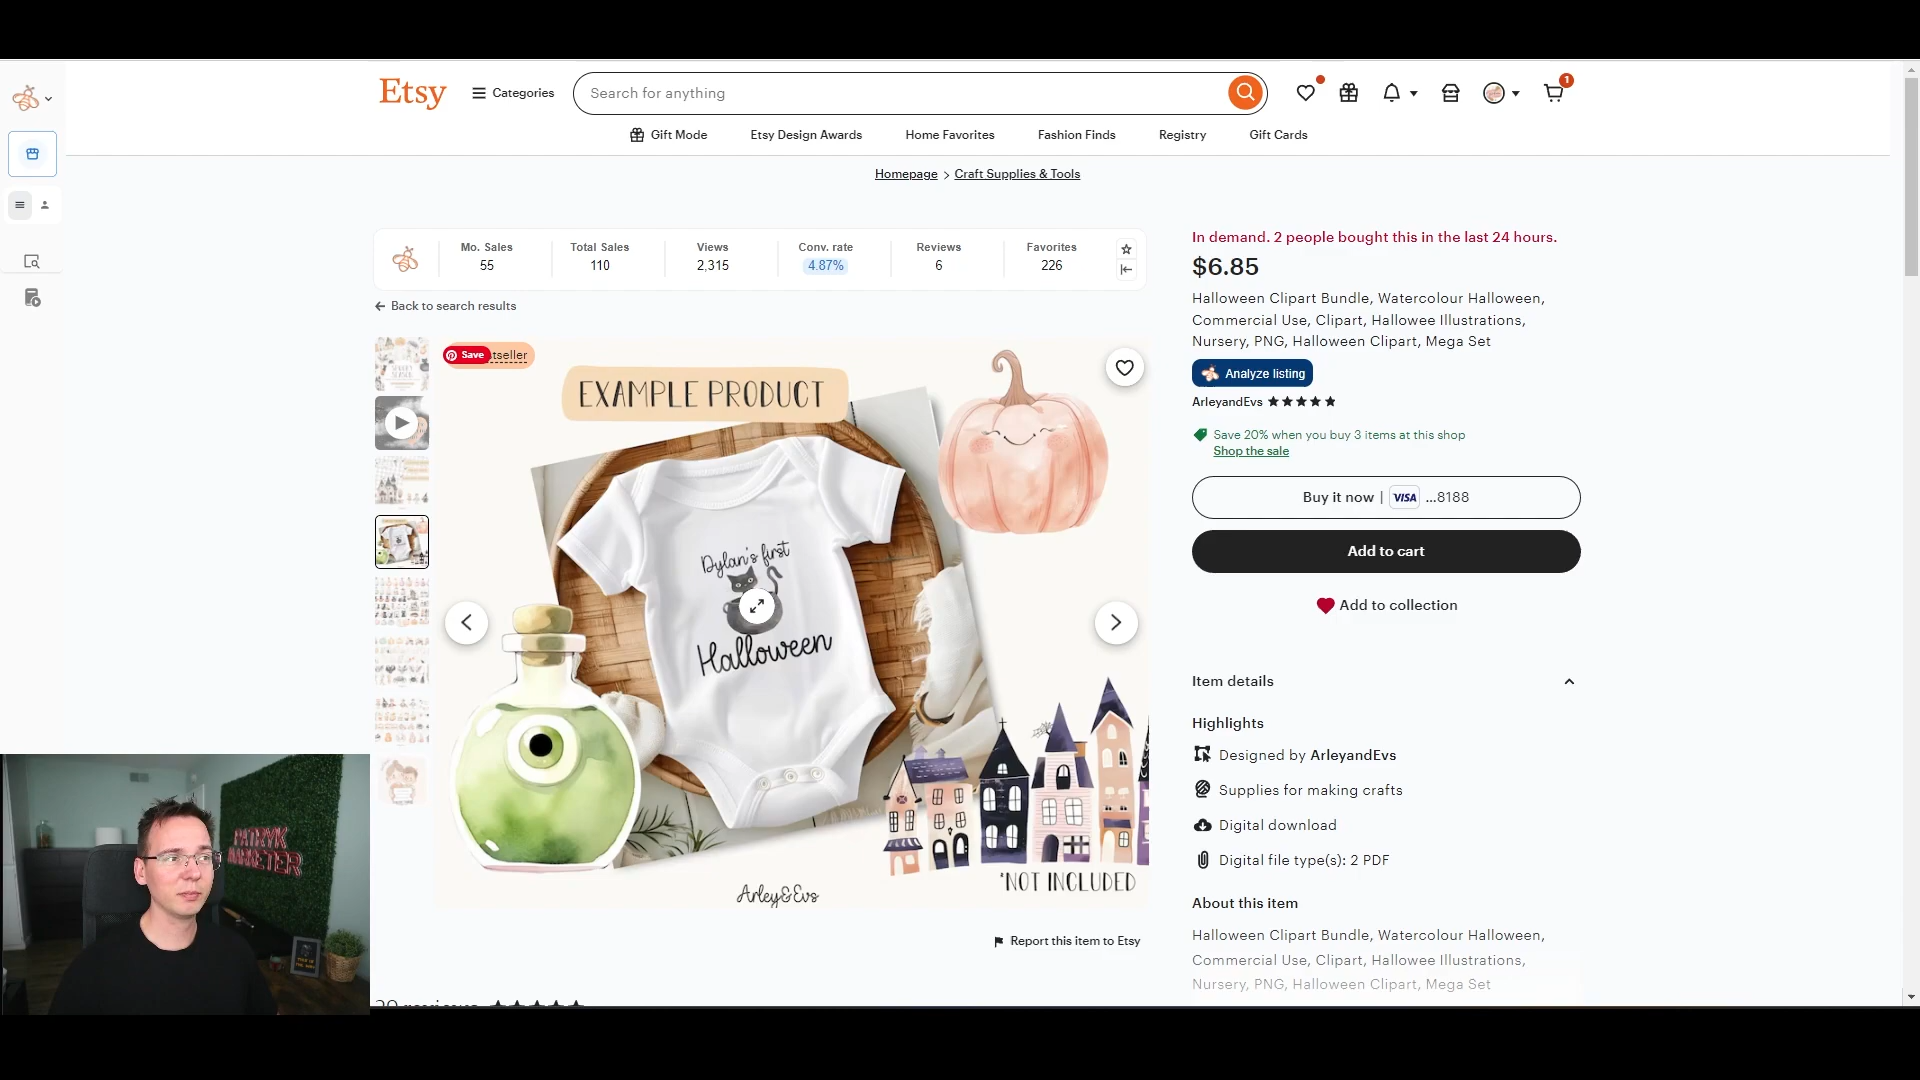 Etsy
Categories
Search for anything
1
Gift Mode
Etsy Design Awards
Home Favorites
Fashion Finds
Registry
Gift Cards
Homepage > Craft Supplies & Tools
Mo. Sales
55
Total Sales
110
Views
2,315
Conv. rate
4.87%
Reviews
6
Favorites
226
Back to search results
Save
tseller
EXAMPLE PRODUCT
Dylan's first
Halloween
*NOT INCLUDED
Arley&Evs
Report this item to Etsy
In demand. 2 people bought this in the last 24 hours.
$6.85
Halloween Clipart Bundle, Watercolour Halloween,
Commercial Use, Clipart, Hallowee Illustrations,
Nursery, PNG, Halloween Clipart, Mega Set
Analyze listing
ArleyandEvs
Save 20% when you buy 3 items at this shop
Shop the sale
Buy it now | VISA ...8188
Add to cart
Add to collection
Item details
Highlights
Designed by ArleyandEvs
Supplies for making crafts
Digital download
Digital file type(s): 2 PDF
About this item
Halloween Clipart Bundle, Watercolour Halloween,
Commercial Use, Clipart, Hallowee Illustrations,
Nursery, PNG, Halloween Clipart, Mega Set
PATRYK
MARKETER